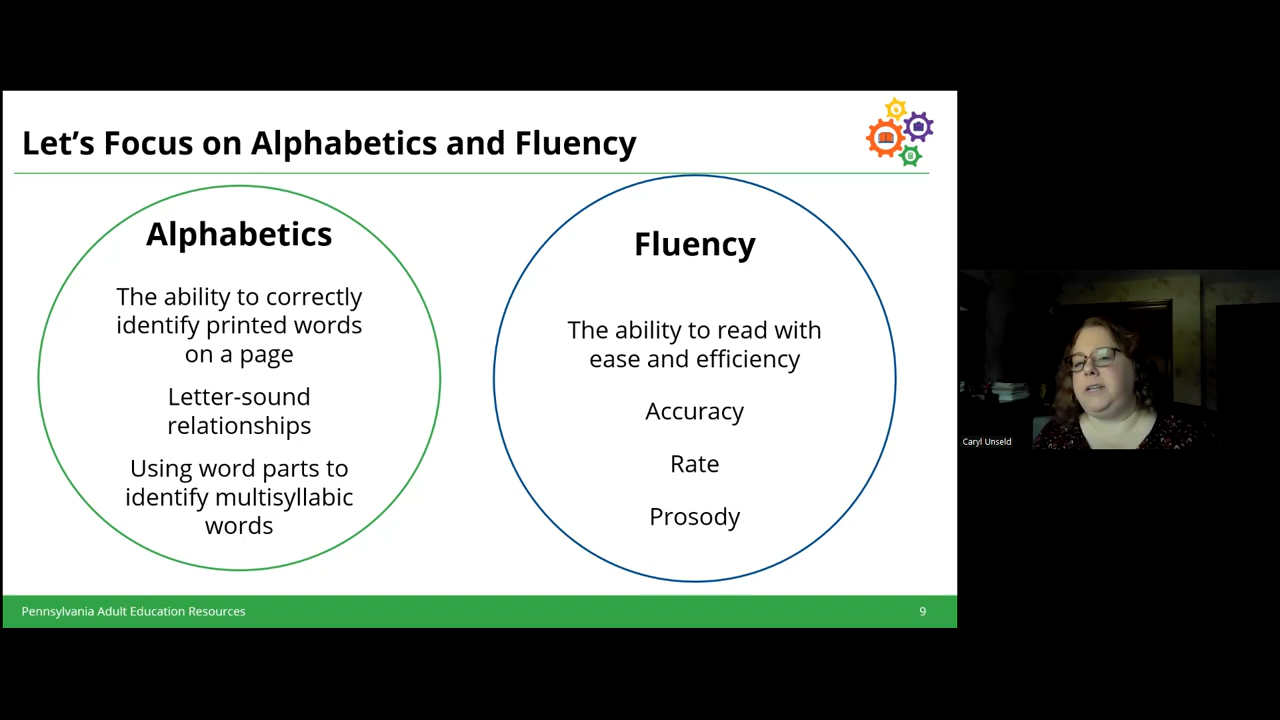 Let's Focus on Alphabetics and Fluency
Alphabetics
The ability to correctly
identify printed words
on a page
Letter-sound
relationships
Using word parts to
identify multisyllabic
words
Fluency
The ability to read with
ease and efficiency
Accuracy
Rate
Prosody
Caryl Unseld
Pennsylvania Adult Education Resources
9